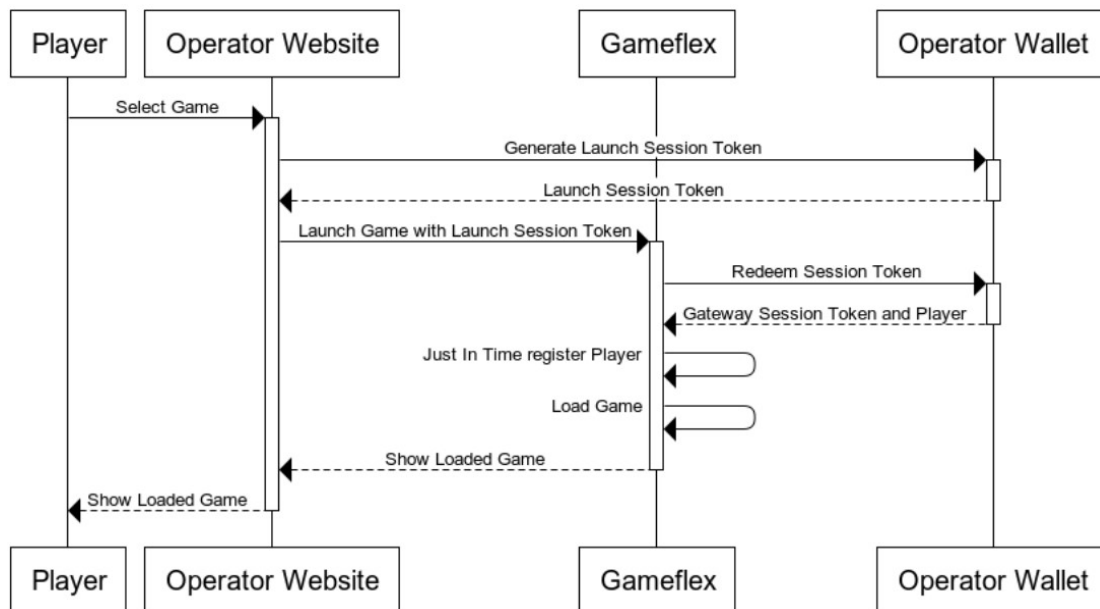 Player
Operator Website
Gameflex
Operator Wallet
Select Game
Generate Launch Session Token
Launch Session Token
Launch Game with Launch Session Token
Redeem Session Token
Gateway Session Token and Player
Just In Time register Player
Load Game
Show Loaded Game
Show Loaded Game
Player
Operator Website
Gameflex
Operator Wallet